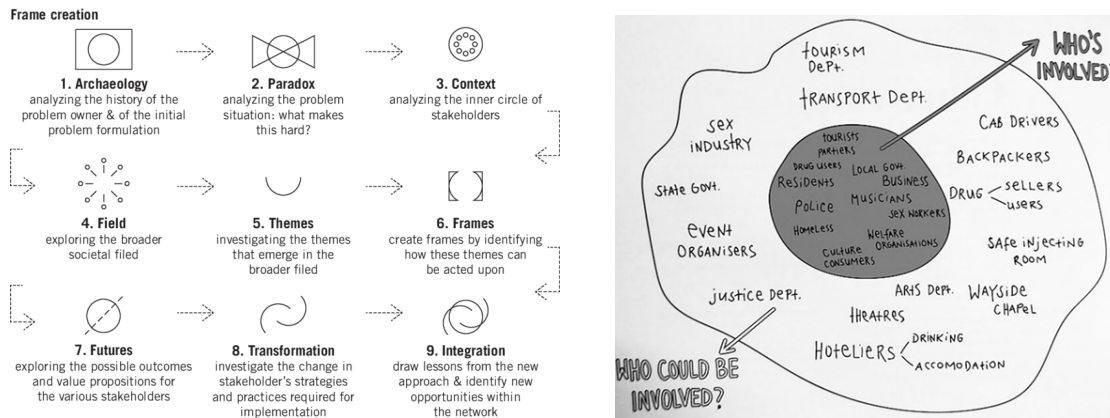 Frame creation
1. Archaeology
analyzing the history of the
problem owner & of the initial
problem formulation
2. Paradox
analyzing the problem
situation: what makes
this hard?
3. Context
analyzing the inner circle of
stakeholders
4. Field
exploring the broader
societal filed
5. Themes
investigating the themes
that emerge in the
broader filed
6. Frames
create frames by identifying
how these themes can
be acted upon
7. Futures
exploring the possible outcomes
and value propositions for
the various stakeholders
8. Transformation
investigate the change in
stakeholder's strategies
and practices required for
implementation
9. Integration
draw lessons from the new
approach & identify new
opportunities within
the network
WHO'S
INVOLVED?
tourism
DEPT.
tRANSPORT DEPT.
SEX
INDUSTRY
STATE GOVT.
EVENT
ORGANISERS
justice DEPT.
WHO COULD BE
INVOLVED?
tourists
partiers
DRUG USERS
LOCAL GOVT.
RESIDENTS
BUSINESS
POLICE
MUSICIANS
SEX WORKERS
HOMELESS
WELFARE
ORGANISATIONS
CULTURE
CONSUMERS
CAB DRIVERS
BACKPACKERS
DRUG
SELLERS
USERS
SAFE INJECTING
ROOM
ARTS DEPT.
WAYSIDE
CHAPEL
tHEATRES
HOTELIERS
DRINKING
ACCOMODATION